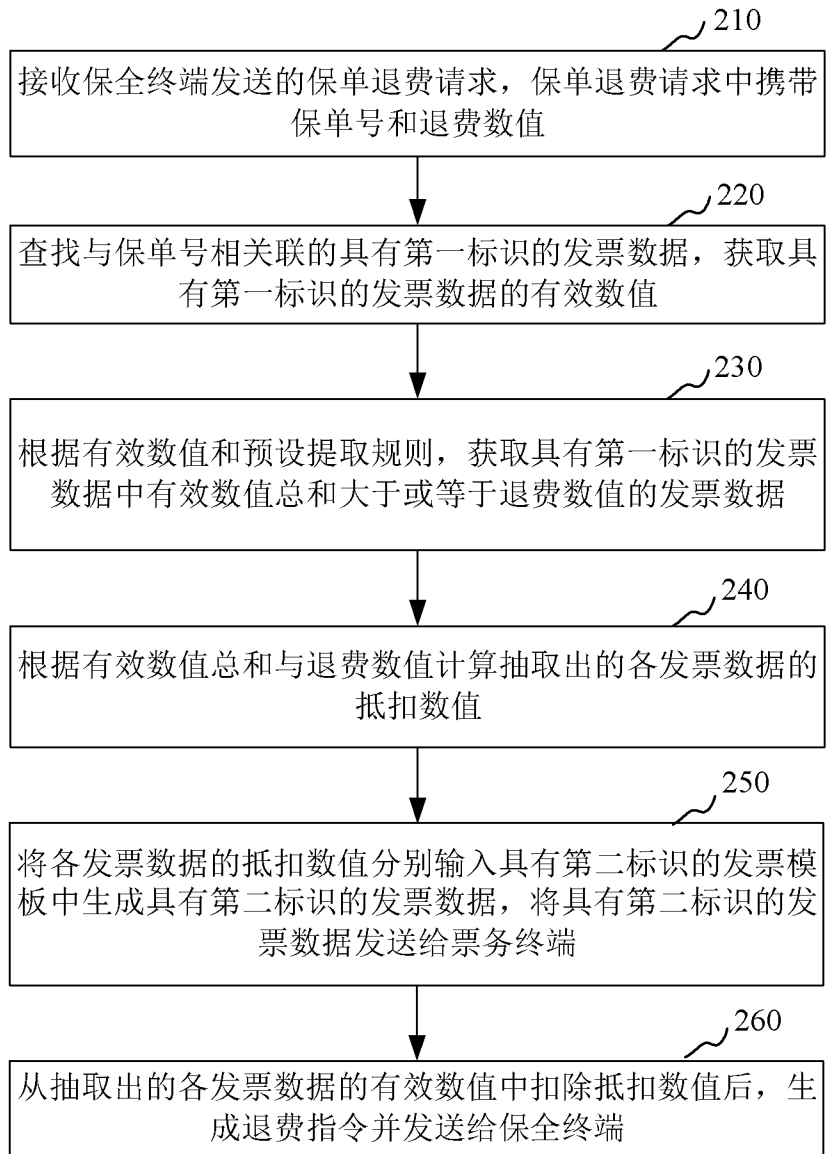 210
接收保全终端发送的保单退费请求，保单退费请求中携带
保单号和退费数值
220
查找与保单号相关联的具有第一标识的发票数据，获取具
有第一标识的发票数据的有效数值
230
根据有效数值和预设提取规则，获取具有第一标识的发票
数据中有效数值总和大于或等于退费数值的发票数据
240
根据有效数值总和与退费数值计算抽取出的各发票数据的
抵扣数值
250
将各发票数据的抵扣数值分别输入具有第二标识的发票模
板中生成具有第二标识的发票数据，将具有第二标识的发
票数据发送给票务终端
260
从抽取出的各发票数据的有效数值中扣除抵扣数值后，生
成退费指令并发送给保全终端